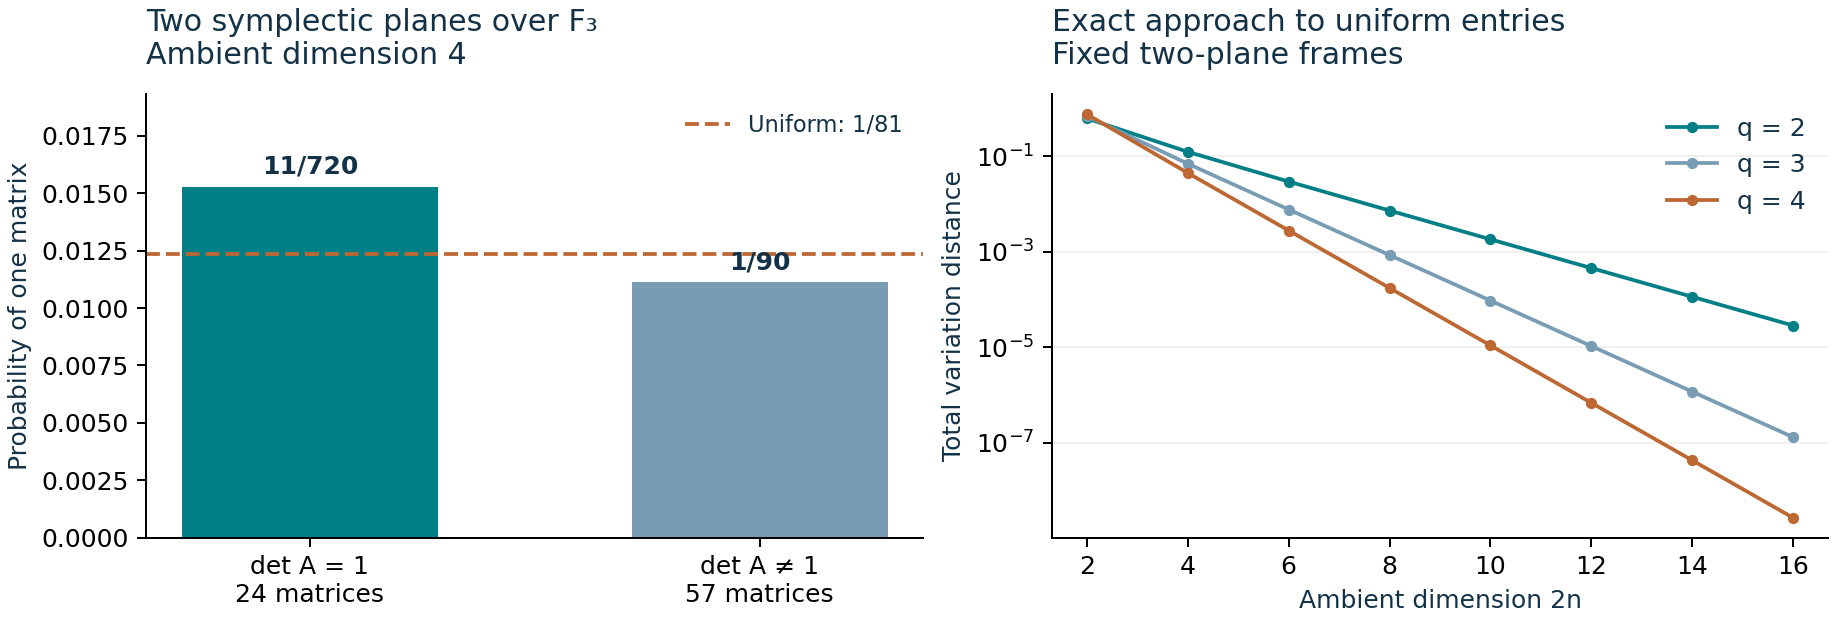 Two symplectic planes over F₃
Ambient dimension 4
Probability of one matrix
0.0175
0.0150
0.0125
0.0100
0.0075
0.0050
0.0025
0.0000
Uniform: 1/81
11/720
1/90
det A = 1
24 matrices
det A ≠ 1
57 matrices
Exact approach to uniform entries
Fixed two-plane frames
Total variation distance
10⁻¹
10⁻³
10⁻⁵
10⁻⁷
q = 2
q = 3
q = 4
2 4 6 8 10 12 14 16
Ambient dimension 2n